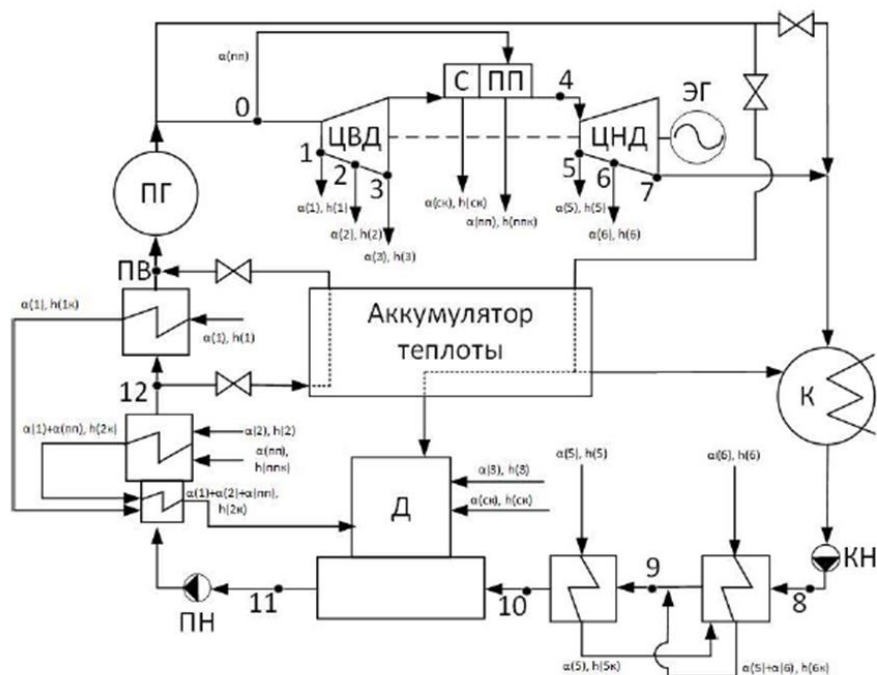 α(пп)
0
С
ПП
4
ЭГ
ЦВД
ЦНД
1
2
3
5
6
7
ПГ
α(1), h(1)
α(2), h(2)
α(3), h(3)
α(ск), h(ск)
α(пп), h(ппк)
α(5), h(5)
α(6), h(6)
ПВ
α(1), h(1к)
α(1), h(1)
Аккумулятор
теплоты
12
К
α(1)+α(пп), h(2к)
α(2), h(2)
α(пп),
h(ппк)
α(1)+α(2)+α(пп),
h(2к)
Д
α(3), h(3)
α(ск), h(ск)
α(5), h(5)
α(6), h(6)
КН
ПН
11
10
9
8
α(5), h(5к)
α(5)+α(6), h(6к)